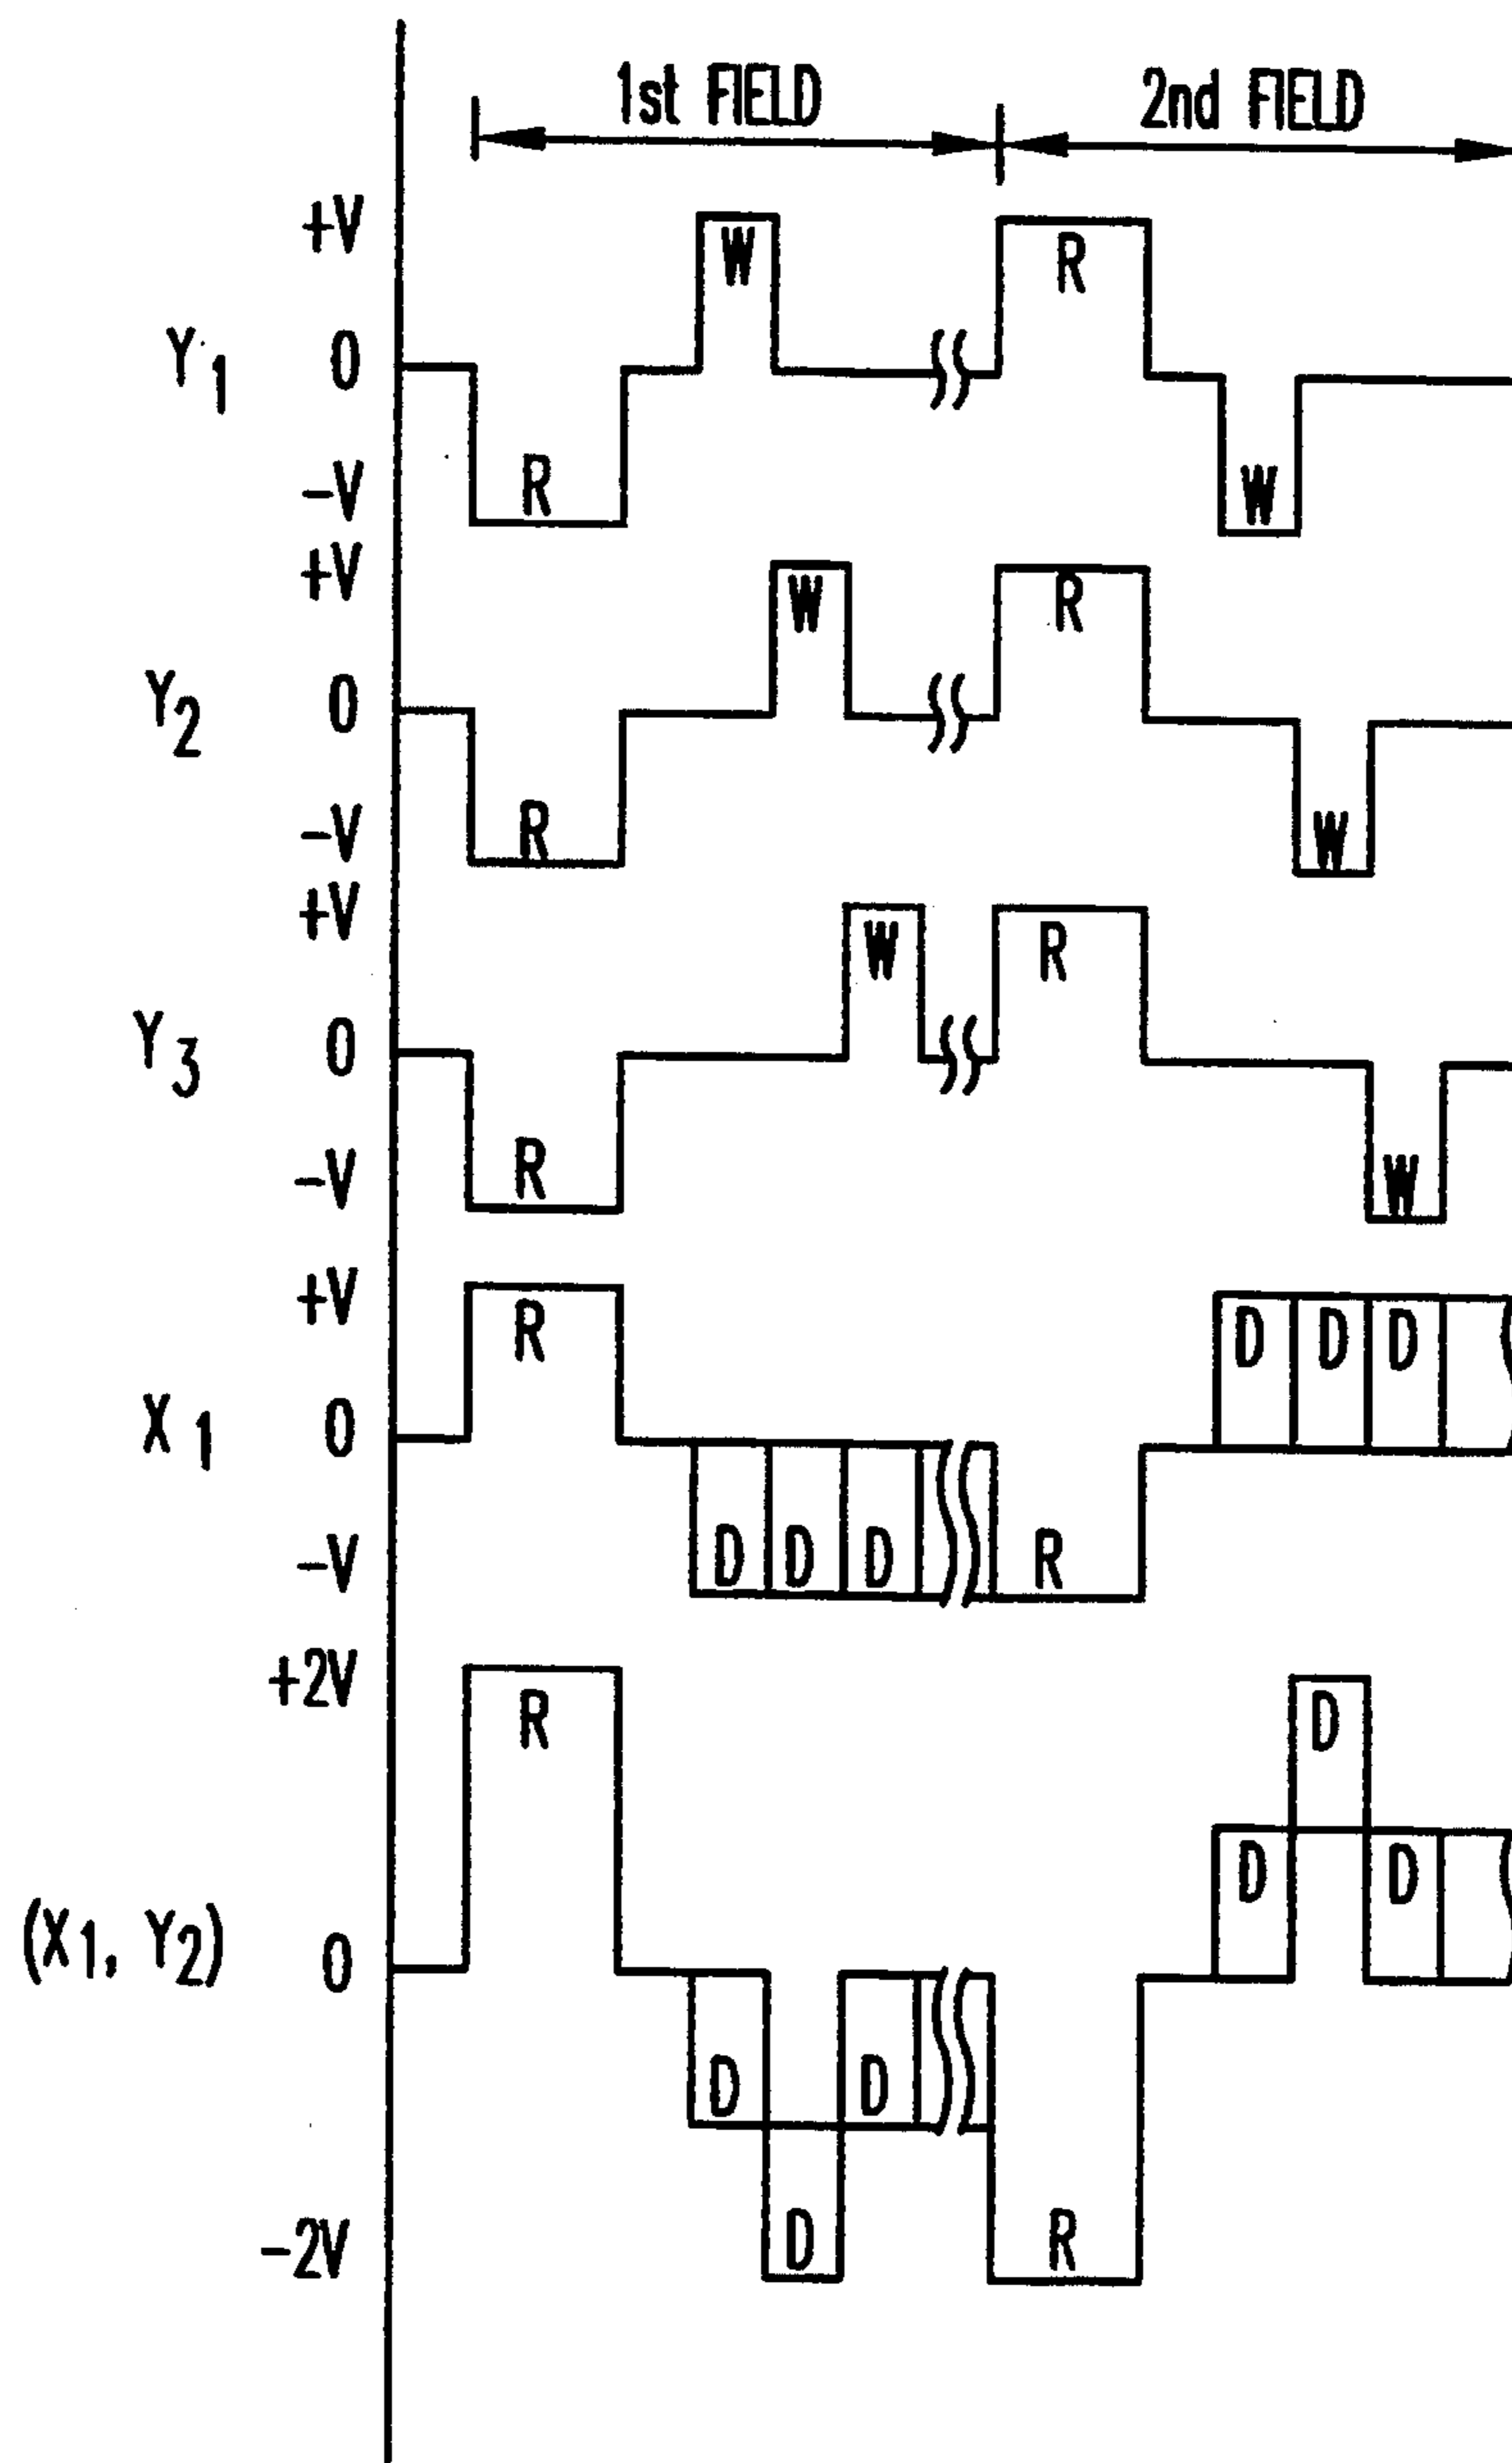 1st FIELD 2nd FIELD
+V
W R
Y1 0
-V R W
+V
W R
Y2 0
-V R W
+V
W R
Y3 0
-V R W
+V R D D D
X1 0
-V D D D R
+2V R D
D D
(X1, Y2) 0
D D
-2V D R